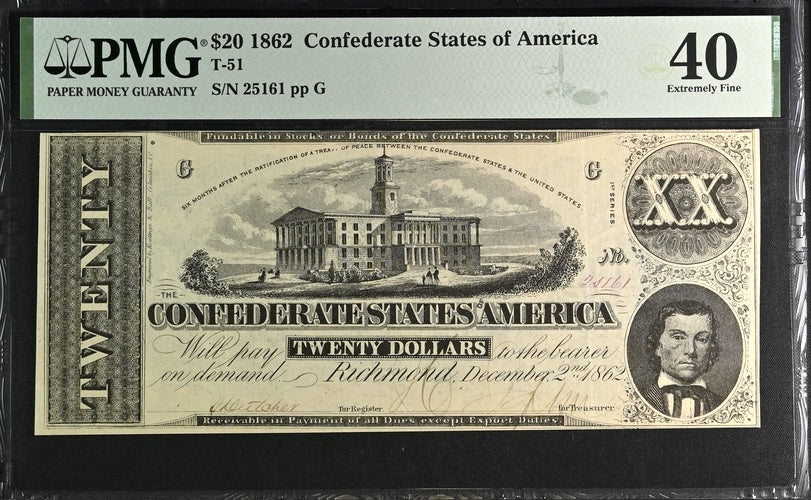 PMG®
PAPER MONEY GUARANTY
$20 1862 Confederate States of America
T-51
S/N 25161 pp G
40
Extremely Fine
Fundable in Stocks or Bonds of the Confederate States
G
SIX MONTHS AFTER THE RATIFICATION OF A TREATY OF PEACE BETWEEN THE CONFEDERATE STATES & THE UNITED STATES.
G
1ST SERIES
XX
TWENTY
No.
25161
THE
CONFEDERATE STATES OF AMERICA
Will pay TWENTY DOLLARS to the bearer
on demand Richmond, December 2nd, 1862
for Register
for Treasurer
Receivable in Payment of all Dues except Export Duties.